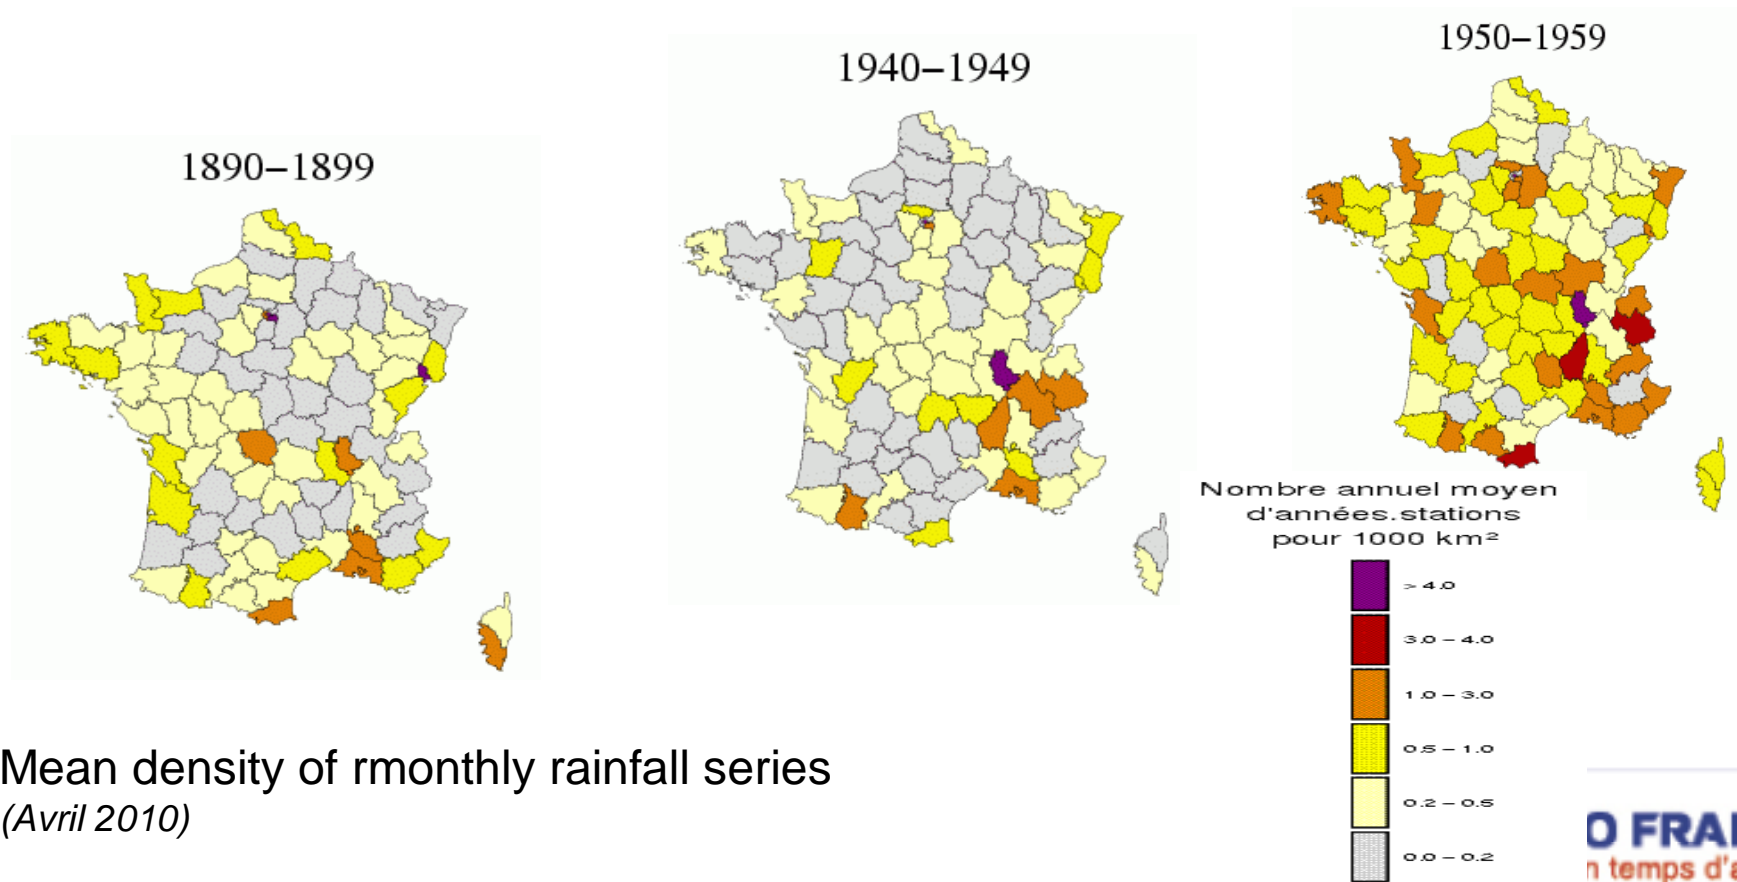 1890–1899
1940–1949
1950–1959
Nombre annuel moyen
d'années.stations
pour 1000 km²
> 4.0
3.0 – 4.0
1.0 – 3.0
0.5 – 1.0
0.2 – 0.5
0.0 – 0.2
Mean density of rmonthly rainfall series
(Avril 2010)
O FRA
n temps d'a